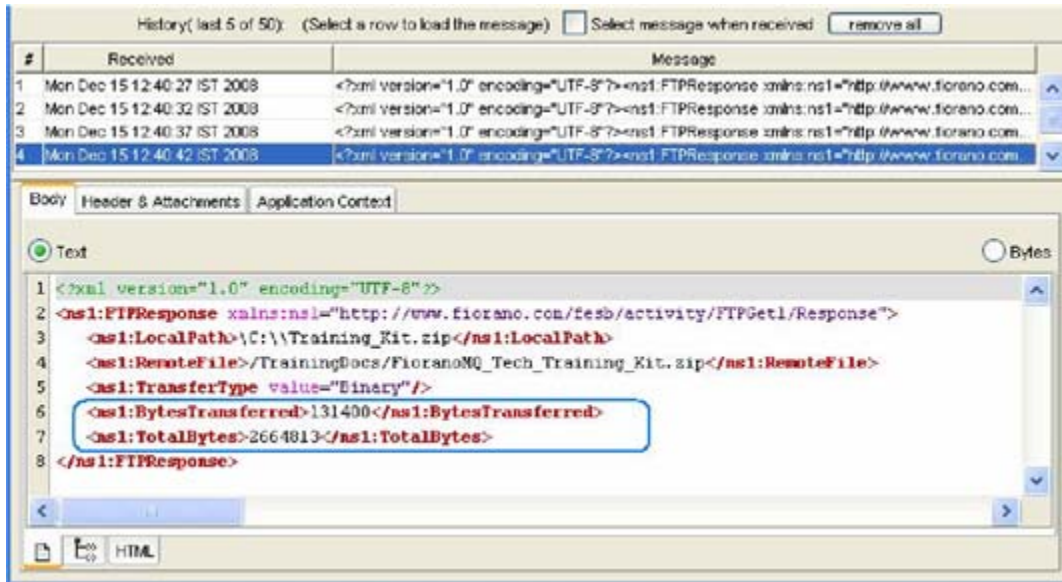 History( last 5 of 50): (Select a row to load the message) Select message when received remove all
# Received Message
1 Mon Dec 15 12:40:27 IST 2008 <?xml version="1.0" encoding="UTF-8"?><ns1:FTPResponse xmlns:ns1="http://www.fiorano.com...
2 Mon Dec 15 12:40:32 IST 2008 <?xml version="1.0" encoding="UTF-8"?><ns1:FTPResponse xmlns:ns1="http://www.fiorano.com...
3 Mon Dec 15 12:40:37 IST 2008 <?xml version="1.0" encoding="UTF-8"?><ns1:FTPResponse xmlns:ns1="http://www.fiorano.com...
4 Mon Dec 15 12:40:42 IST 2008 <?xml version="1.0" encoding="UTF-8"?><ns1:FTPResponse xmlns:ns1="http://www.fiorano.com...
Body Header & Attachments Application Context
Text Bytes
1 <?xml version="1.0" encoding="UTF-8"?>
2 <ns1:FTPResponse xmlns:ns1="http://www.fiorano.com/fesb/activity/FTPGet1/Response">
3 <ns1:LocalPath>\C:\\Training_Kit.zip</ns1:LocalPath>
4 <ns1:RemoteFile>/TrainingDocs/FioranoMQ_Tech_Training_Kit.zip</ns1:RemoteFile>
5 <ns1:TransferType value="Binary"/>
6 <ns1:BytesTransferred>131400</ns1:BytesTransferred>
7 <ns1:TotalBytes>2664813</ns1:TotalBytes>
8 </ns1:FTPResponse>
HTML